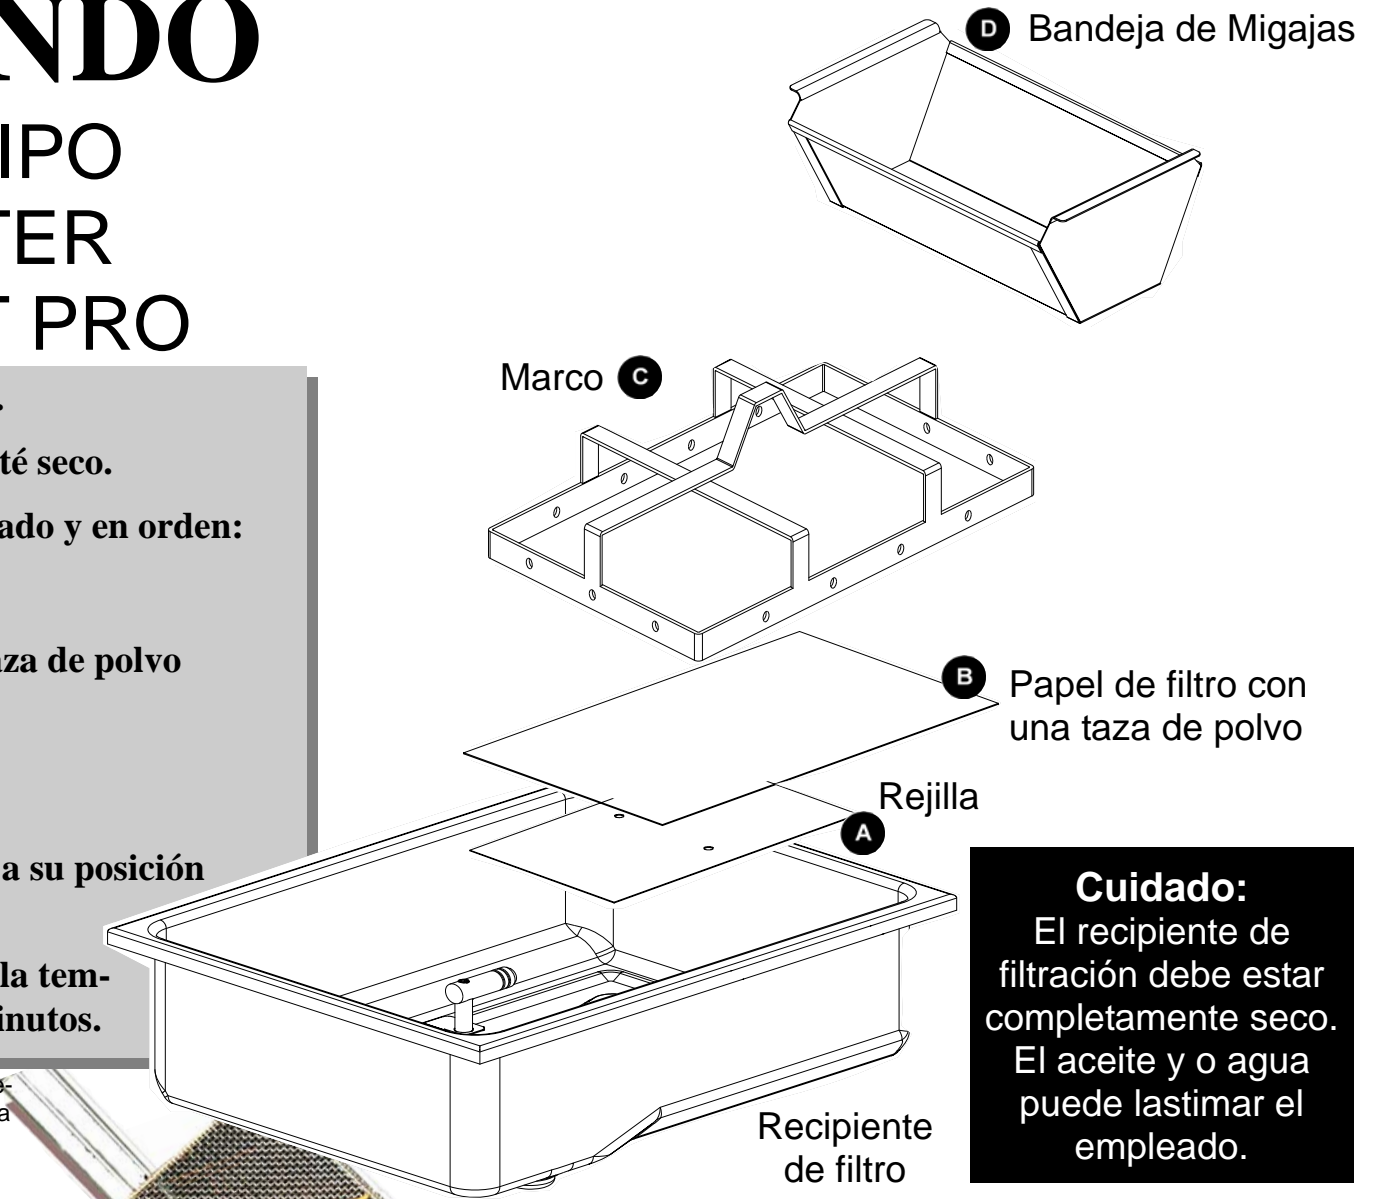 NDO
IPO
TER
T PRO
té seco.
ado y en orden:
aza de polvo
a su posición
la tem-
inutos.
e-
a
D Bandeja de Migajas
Marco C
B Papel de filtro con
una taza de polvo
Rejilla
A
Cuidado:
El recipiente de
filtración debe estar
completamente seco.
El aceite y o agua
puede lastimar el
empleado.
Recipiente
de filtro